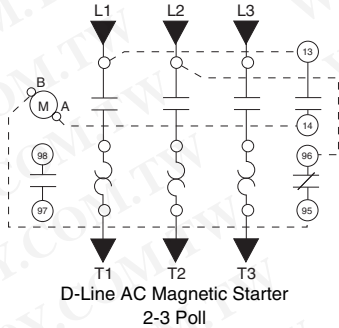 L1 L2 L3
13
B
M A
14
98 96
97 95
T1 T2 T3
D-Line AC Magnetic Starter
2-3 Poll